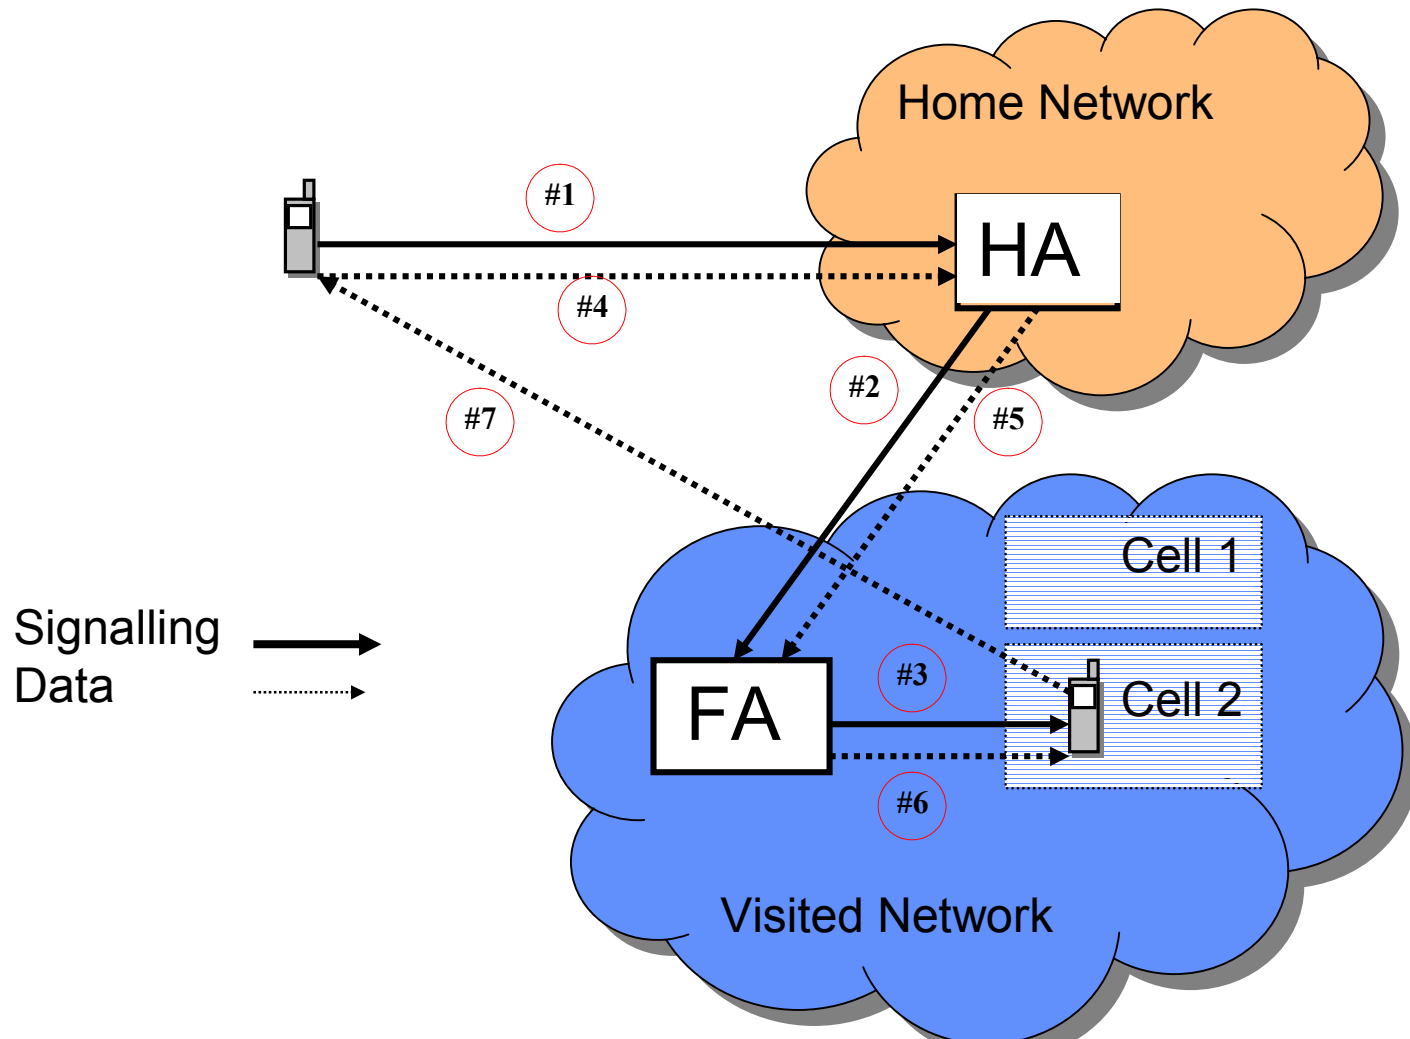 Home Network
#1
HA
#4
#2
#7
#5
Cell 1
Signalling
Data
#3
Cell 2
FA
#6
Visited Network